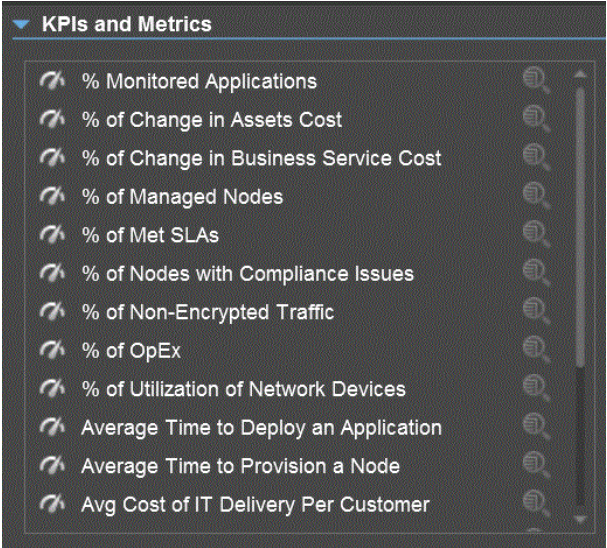 KPIs and Metrics
% Monitored Applications
% of Change in Assets Cost
% of Change in Business Service Cost
% of Managed Nodes
% of Met SLAs
% of Nodes with Compliance Issues
% of Non-Encrypted Traffic
% of OpEx
% of Utilization of Network Devices
Average Time to Deploy an Application
Average Time to Provision a Node
Avg Cost of IT Delivery Per Customer